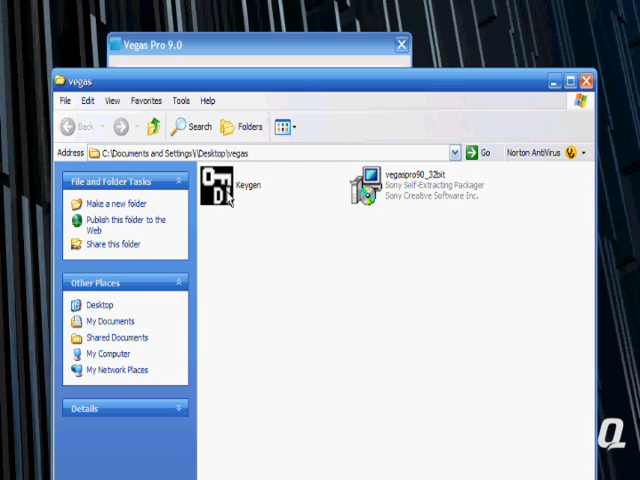 Vegas Pro 9.0
vegas
File Edit View Favorites Tools Help
Back Search Folders
Address C:\Documents and Settings\i\Desktop\vegas Go Norton AntiVirus
File and Folder Tasks
Make a new folder
Publish this folder to the
Web
Share this folder
Other Places
Desktop
My Documents
Shared Documents
My Computer
My Network Places
Details
Keygen
vegaspro90_32bit
Sony Self-Extracting Packager
Sony Creative Software Inc.
Q